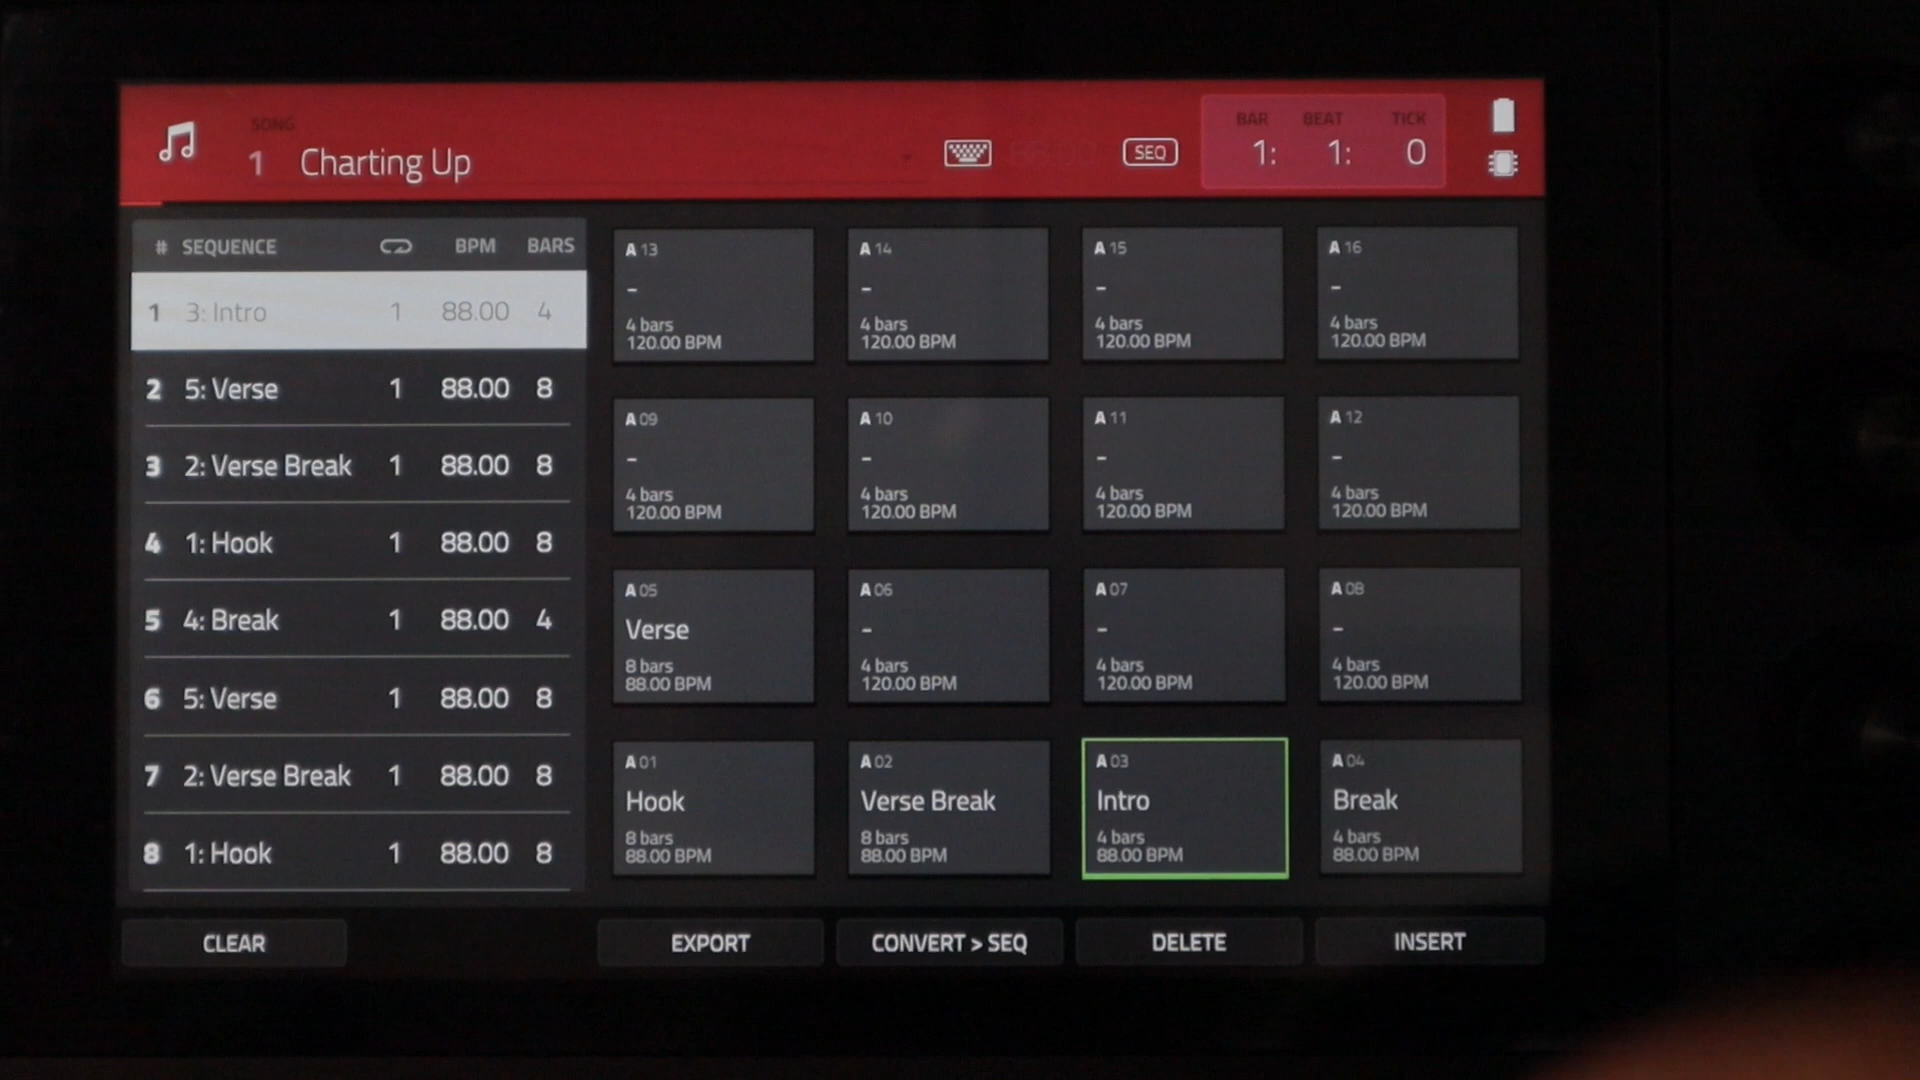 SONG
1 Charting Up
SEQ
BAR BEAT TICK
1: 1: 0
# SEQUENCE BPM BARS
1 3: Intro 1 88.00 4
2 5: Verse 1 88.00 8
3 2: Verse Break 1 88.00 8
4 1: Hook 1 88.00 8
5 4: Break 1 88.00 4
6 5: Verse 1 88.00 8
7 2: Verse Break 1 88.00 8
8 1: Hook 1 88.00 8
A 13
-
4 bars
120.00 BPM
A 14
-
4 bars
120.00 BPM
A 15
-
4 bars
120.00 BPM
A 16
-
4 bars
120.00 BPM
A 09
-
4 bars
120.00 BPM
A 10
-
4 bars
120.00 BPM
A 11
-
4 bars
120.00 BPM
A 12
-
4 bars
120.00 BPM
A 05
Verse
8 bars
88.00 BPM
A 06
-
4 bars
120.00 BPM
A 07
-
4 bars
120.00 BPM
A 08
-
4 bars
120.00 BPM
A 01
Hook
8 bars
88.00 BPM
A 02
Verse Break
8 bars
88.00 BPM
A 03
Intro
4 bars
88.00 BPM
A 04
Break
4 bars
88.00 BPM
CLEAR
EXPORT
CONVERT > SEQ
DELETE
INSERT